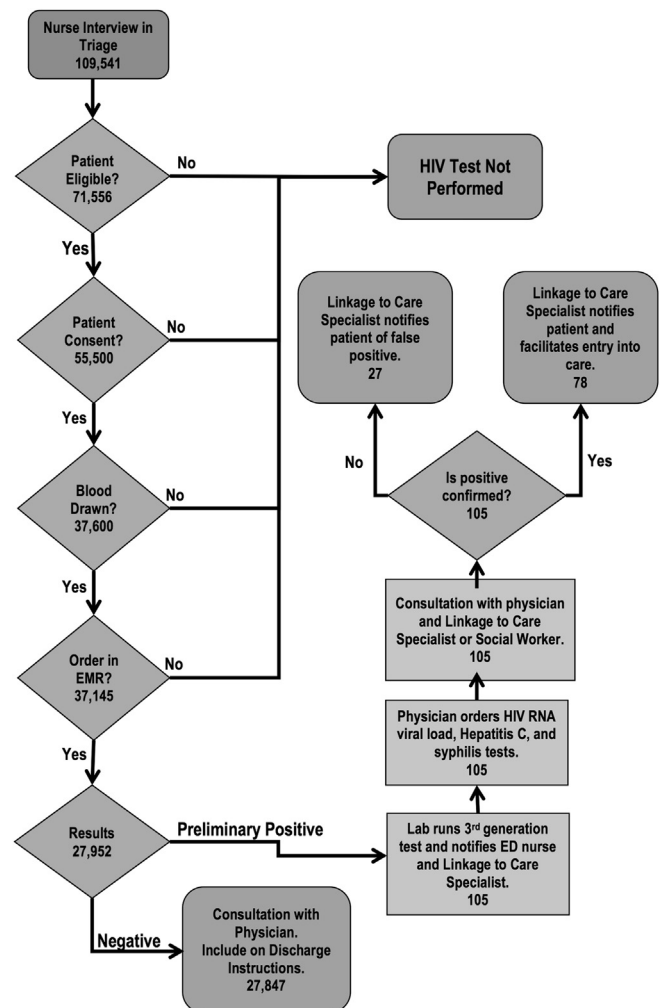 Nurse Interview in
Triage
109,541
Patient
Eligible?
71,556
No
HIV Test Not
Performed
Yes
Patient
Consent?
55,500
No
Yes
Blood
Drawn?
37,600
No
Yes
Order in
EMR?
37,145
No
Yes
Results
27,952
Preliminary Positive
Negative
Consultation with
Physician.
Include on Discharge
Instructions.
27,847
Lab runs 3rd generation
test and notifies ED nurse
and Linkage to Care
Specialist.
105
Physician orders HIV RNA
viral load, Hepatitis C, and
syphilis tests.
105
Consultation with physician
and Linkage to Care
Specialist or Social Worker.
105
Is positive
confirmed?
105
No
Yes
Linkage to Care
Specialist notifies
patient of false
positive.
27
Linkage to Care
Specialist notifies
patient and
facilitates entry into
care.
78